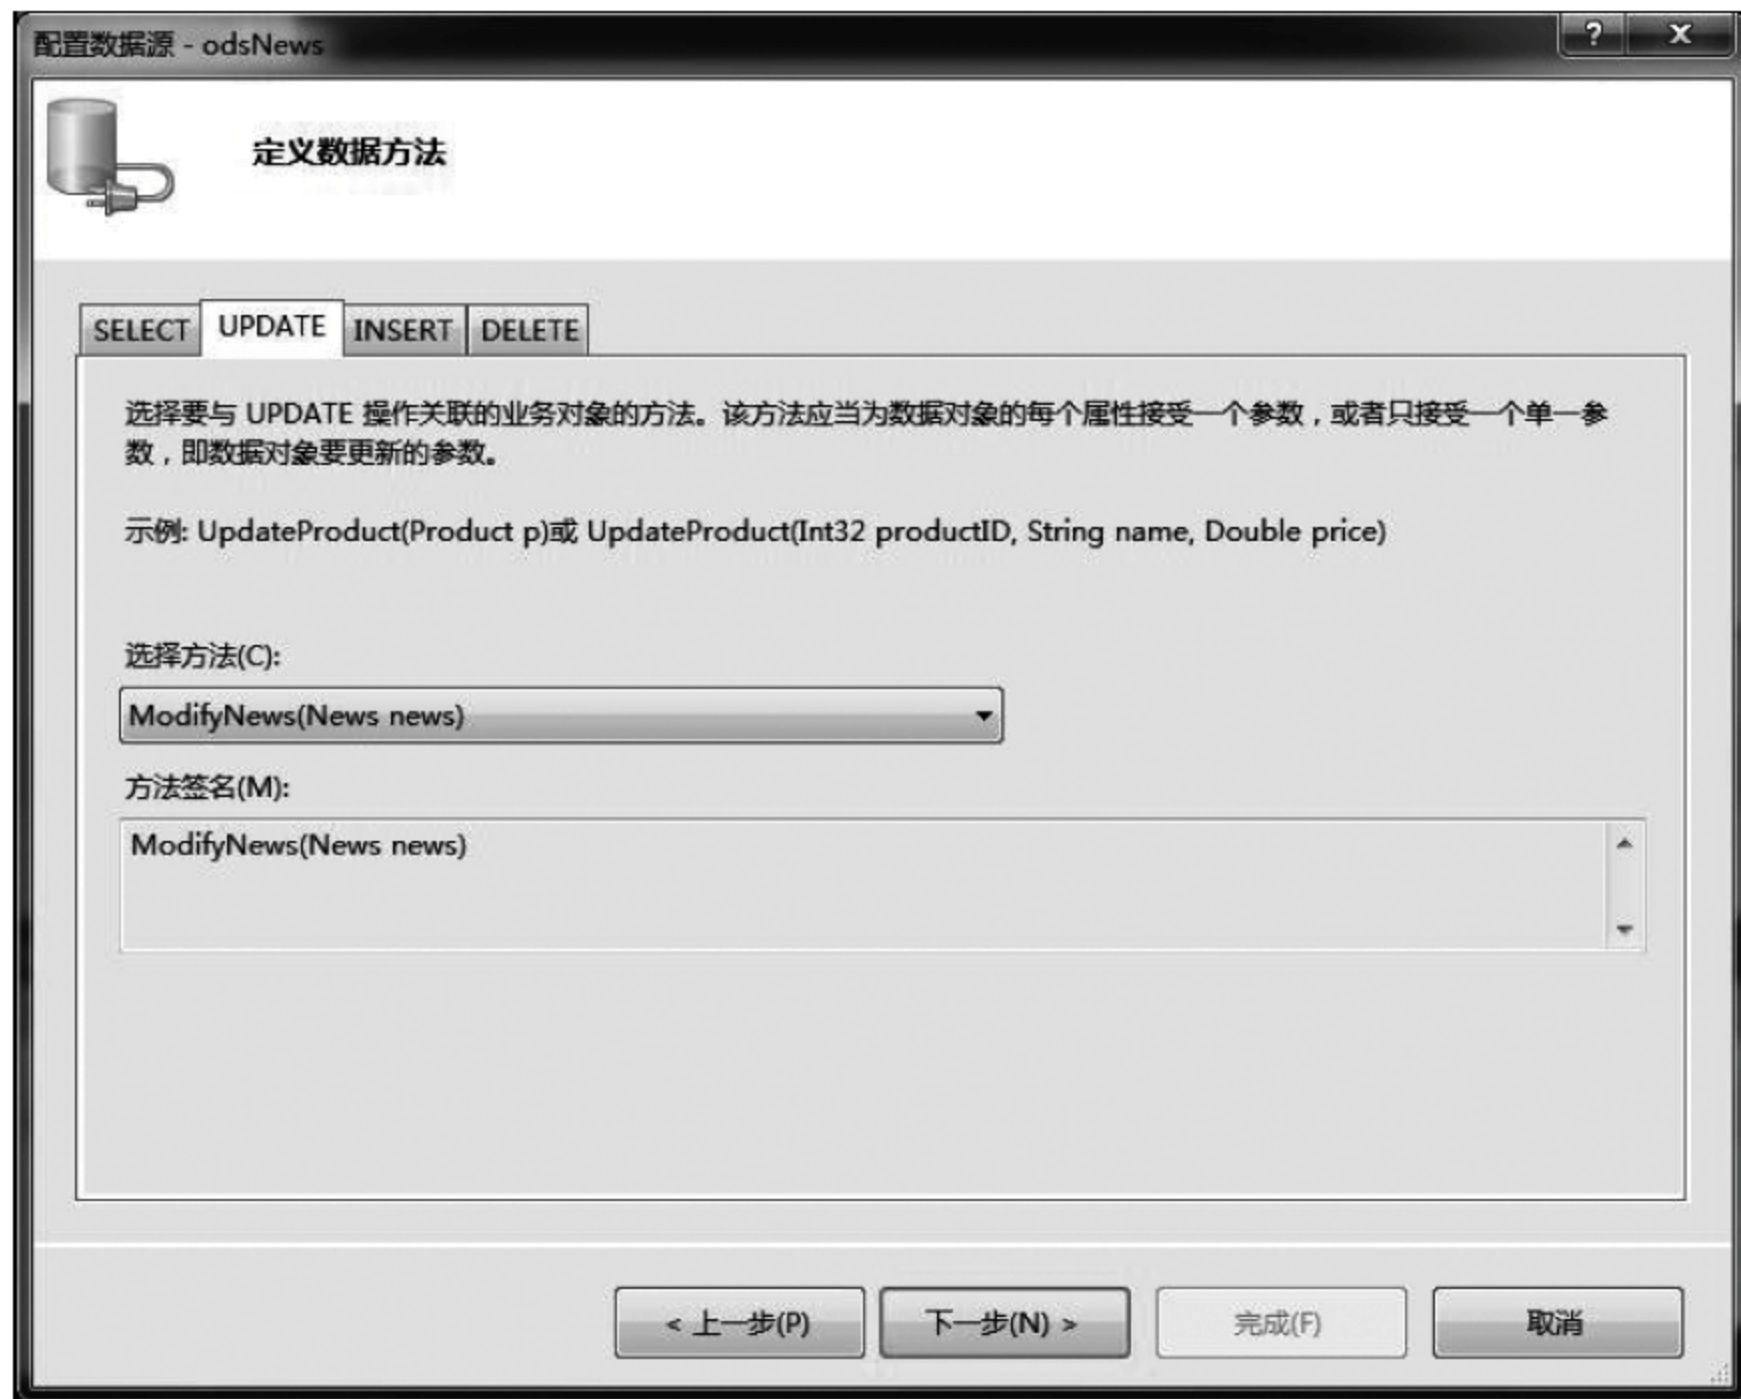 配置数据源 - odsNews
定义数据方法
SELECT UPDATE INSERT DELETE
选择要与 UPDATE 操作关联的业务对象的方法。该方法应当为数据对象的每个属性接受一个参数，或者只接受一个单一参
数，即数据对象要更新的参数。
示例: UpdateProduct(Product p)或 UpdateProduct(Int32 productID, String name, Double price)
选择方法(C):
ModifyNews(News news)
方法签名(M):
ModifyNews(News news)
< 上一步(P) 下一步(N) > 完成(F) 取消